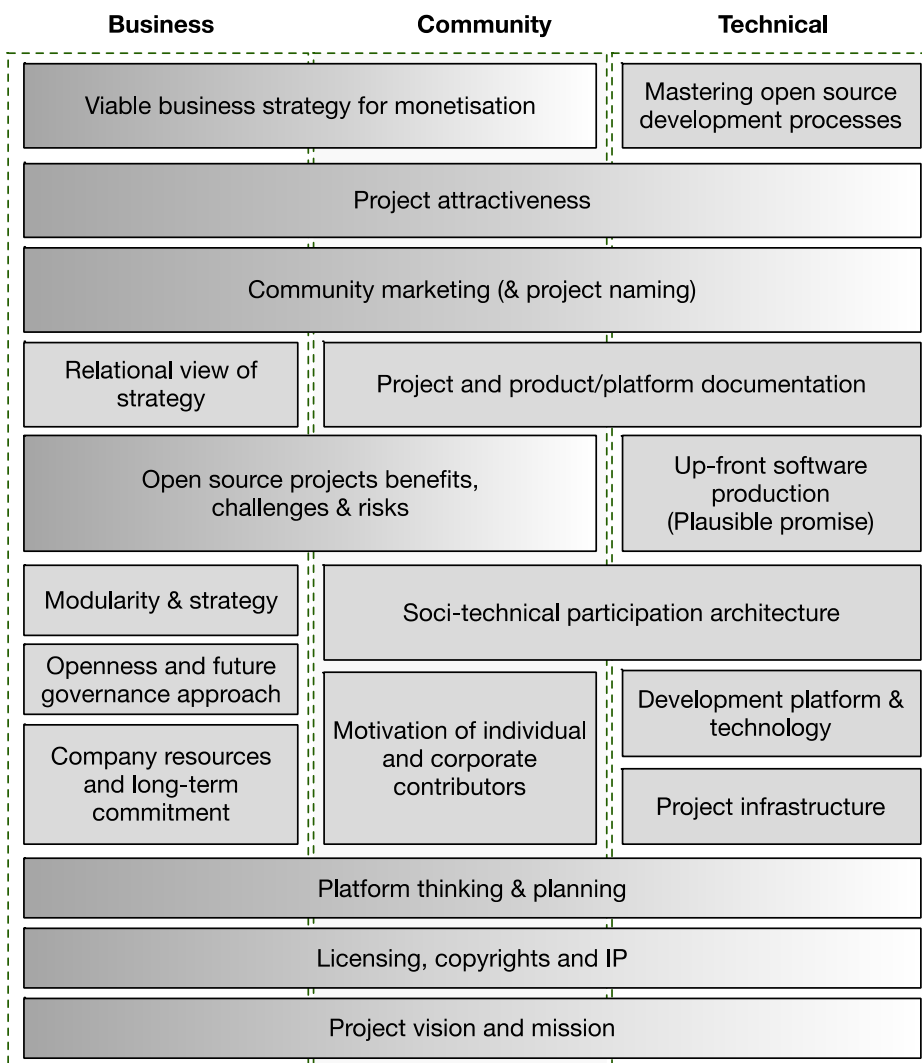 Business
Community
Technical
Viable business strategy for monetisation
Mastering open source
development processes
Project attractiveness
Community marketing (& project naming)
Relational view of
strategy
Project and product/platform documentation
Open source projects benefits,
challenges & risks
Up-front software
production
(Plausible promise)
Modularity & strategy
Soci-technical participation architecture
Openness and future
governance approach
Company resources
and long-term
commitment
Motivation of individual
and corporate
contributors
Development platform &
technology
Project infrastructure
Platform thinking & planning
Licensing, copyrights and IP
Project vision and mission